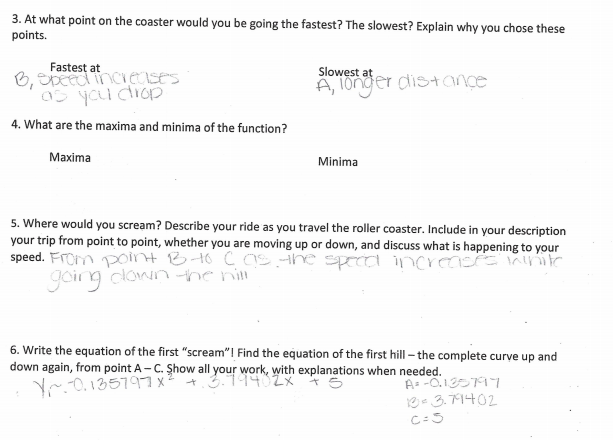 3. At what point on the coaster would you be going the fastest? The slowest? Explain why you chose these
points.
Fastest at
B, speed increases
as you drop
Slowest at
A, longer distance
4. What are the maxima and minima of the function?
Maxima
Minima
5. Where would you scream? Describe your ride as you travel the roller coaster. Include in your description
your trip from point to point, whether you are moving up or down, and discuss what is happening to your
speed. From point B to C as the speed increases while
going down the hill
6. Write the equation of the first "scream"! Find the equation of the first hill – the complete curve up and
down again, from point A – C. Show all your work, with explanations when needed.
y~-0.135797x² + 3.79402x + 5
A=-0.135797
B=3.79402
C=5